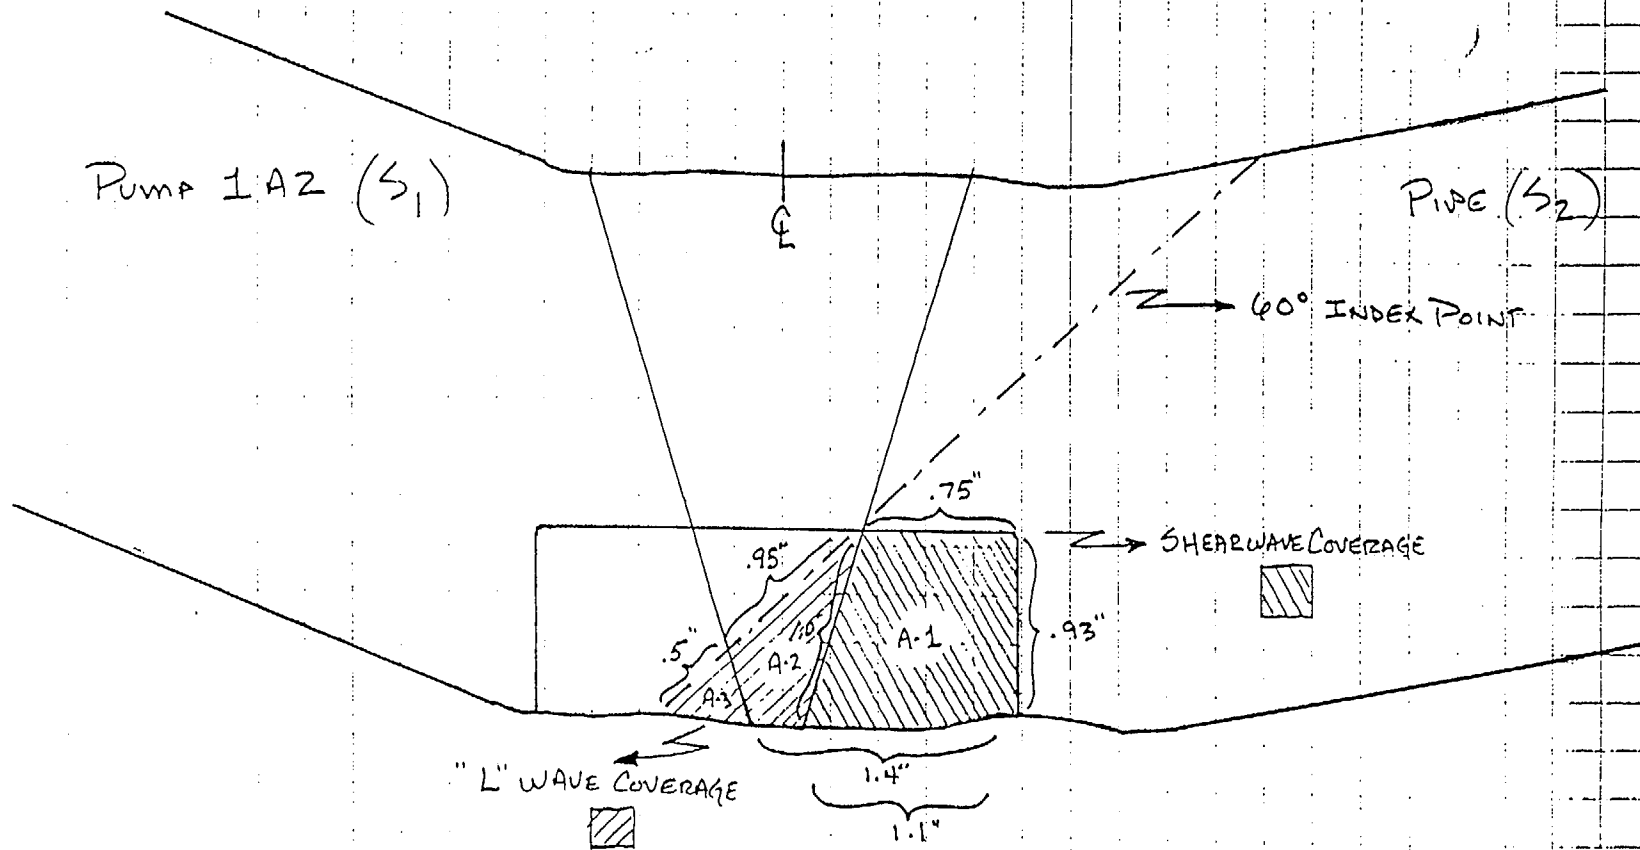 Pump 1A2 (S1)
℄
Pipe (S2)
60° Index Point
.75"
Shearwave Coverage
.95"
.93"
1.0"
A-1
.5"
A-2
A-3
1.4"
"L" Wave Coverage
1.1"